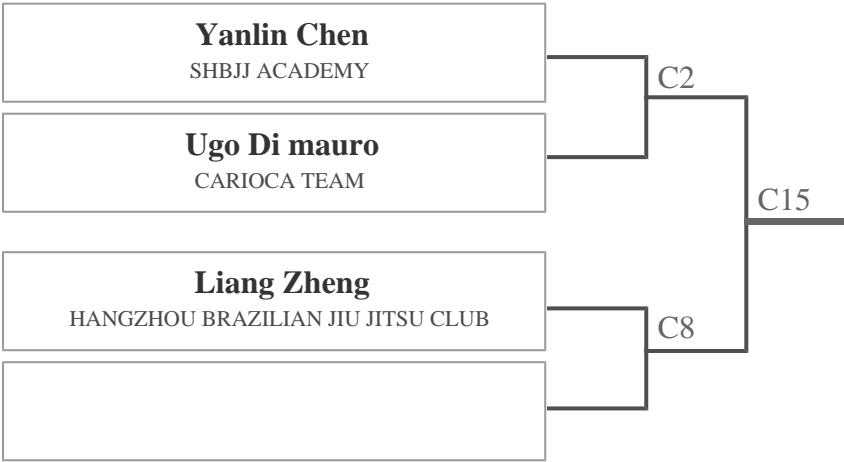 Yanlin Chen
SHBJJ ACADEMY
C2
Ugo Di mauro
CARIOCA TEAM
C15
Liang Zheng
HANGZHOU BRAZILIAN JIU JITSU CLUB
C8